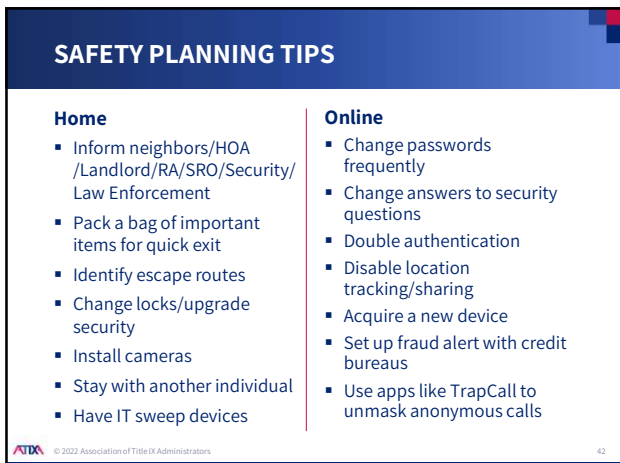 SAFETY PLANNING TIPS
Home
▪ Inform neighbors/HOA
/Landlord/RA/SRO/Security/
Law Enforcement
▪ Pack a bag of important
items for quick exit
▪ Identify escape routes
▪ Change locks/upgrade
security
▪ Install cameras
▪ Stay with another individual
▪ Have IT sweep devices
Online
▪ Change passwords
frequently
▪ Change answers to security
questions
▪ Double authentication
▪ Disable location
tracking/sharing
▪ Acquire a new device
▪ Set up fraud alert with credit
bureaus
▪ Use apps like TrapCall to
unmask anonymous calls
ATIXA © 2022 Association of Title IX Administrators
42